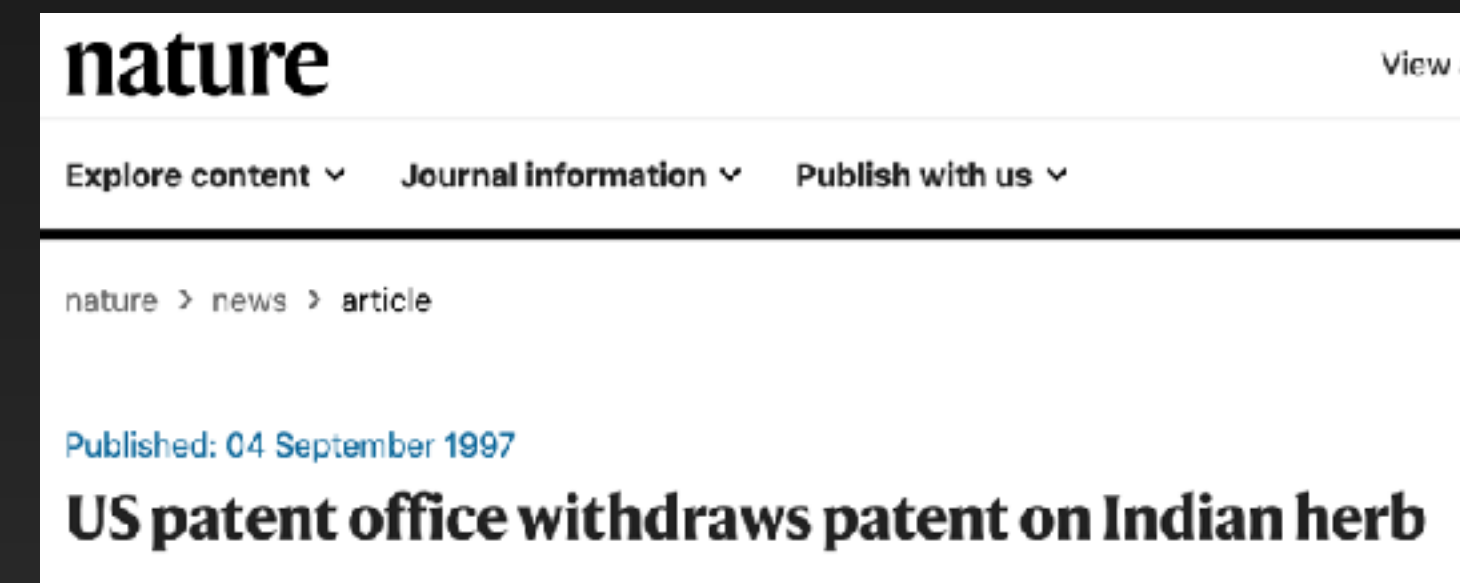 nature
View
Explore content Journal information Publish with us
nature > news > article
Published: 04 September 1997
US patent office withdraws patent on Indian herb